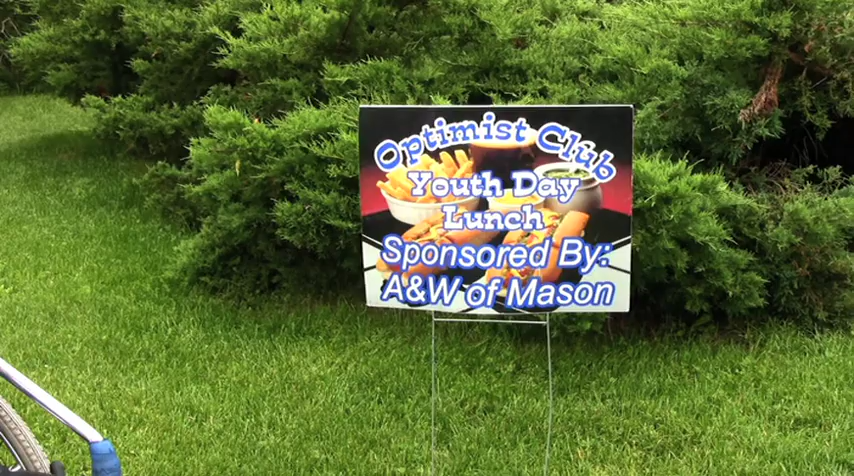 Optimist Club
Youth Day
Lunch
Sponsored By:
A&W of Mason